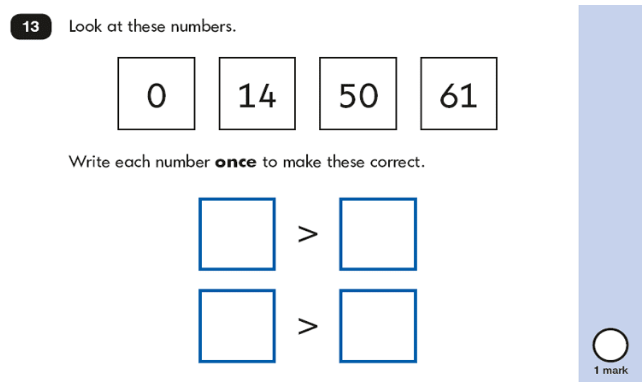 13 Look at these numbers.
0 14 50 61
Write each number once to make these correct.
>
>
1 mark